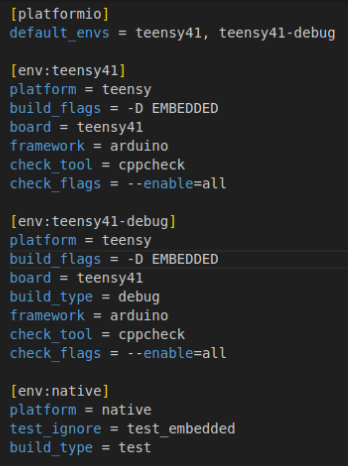 [platformio]
default_envs = teensy41, teensy41-debug
[env:teensy41]
platform = teensy
build_flags = -D EMBEDDED
board = teensy41
framework = arduino
check_tool = cppcheck
check_flags = --enable=all
[env:teensy41-debug]
platform = teensy
build_flags = -D EMBEDDED
board = teensy41
build_type = debug
framework = arduino
check_tool = cppcheck
check_flags = --enable=all
[env:native]
platform = native
test_ignore = test_embedded
build_type = test